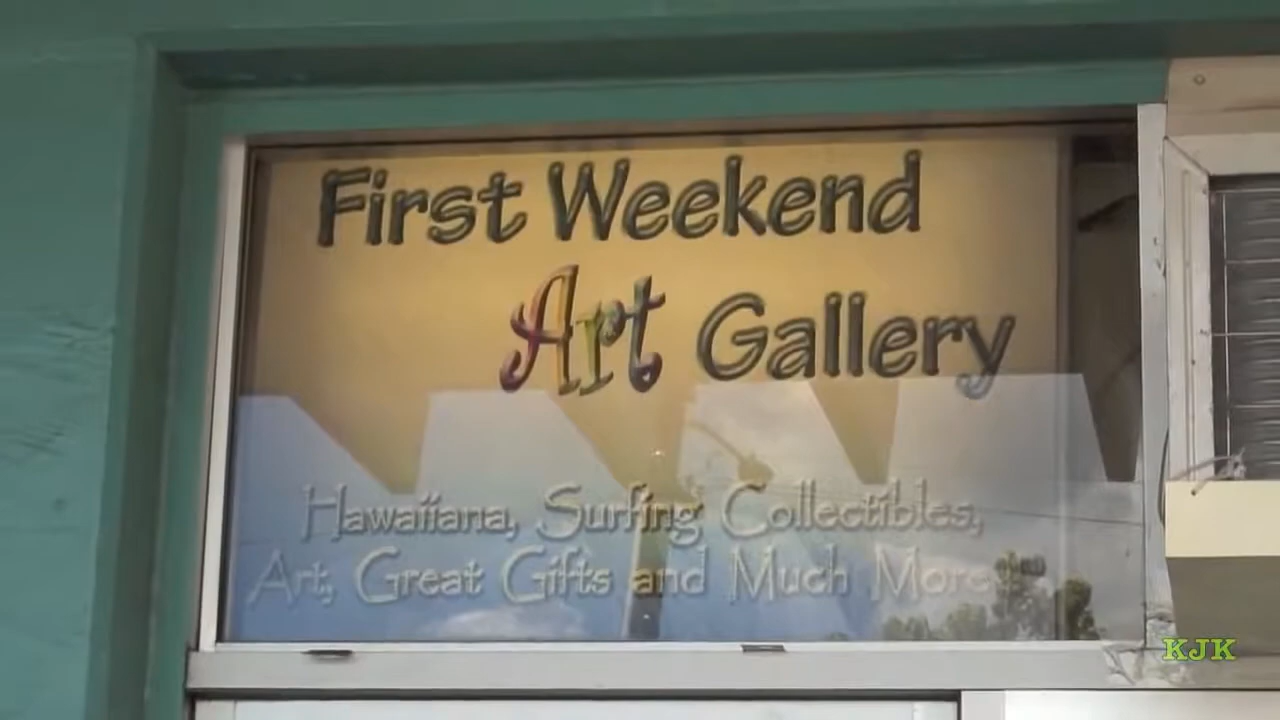 First Weekend
Art Gallery
Hawaiiana, Surfing Collectibles,
Art, Great Gifts and Much More
KJK